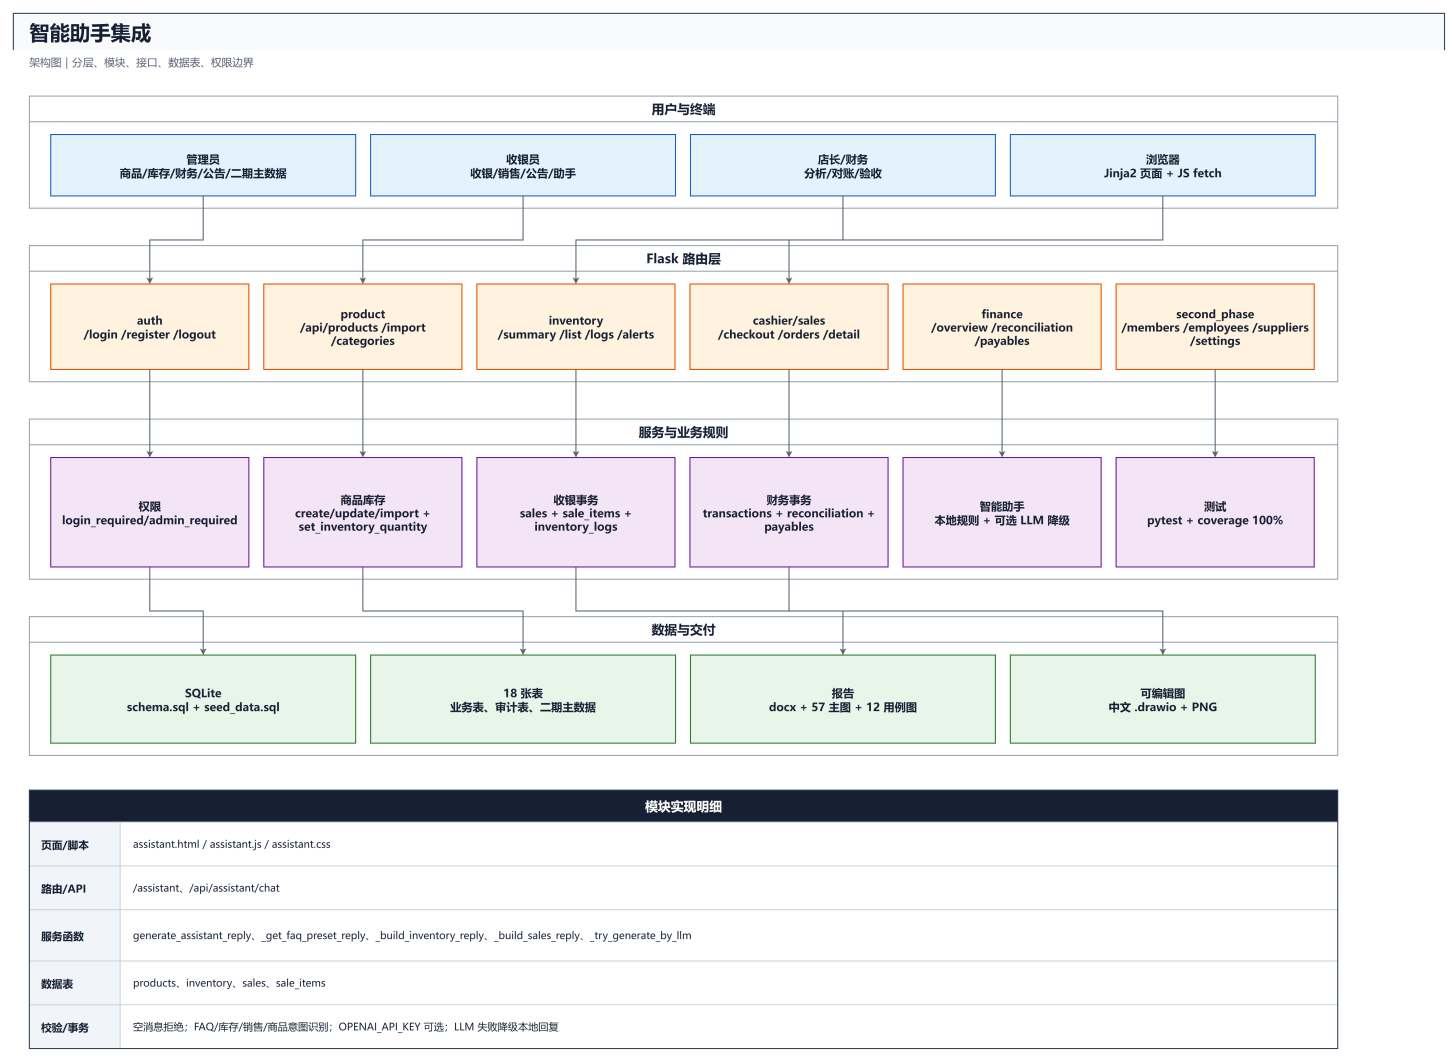 智能助手集成
架构图 | 分层、模块、接口、数据表、权限边界
用户与终端
管理员
商品/库存/财务/公告/二期主数据
收银员
收银/销售/公告/助手
店长/财务
分析/对账/验收
浏览器
Jinja2 页面 + JS fetch
Flask 路由层
auth
/login /register /logout
product
/api/products /import
/categories
inventory
/summary /list /logs /alerts
cashier/sales
/checkout /orders /detail
finance
/overview /reconciliation
/payables
second_phase
/members /employees /suppliers
/settings
服务与业务规则
权限
login_required/admin_required
商品库存
create/update/import +
set_inventory_quantity
收银事务
sales + sale_items +
inventory_logs
财务事务
transactions + reconciliation +
payables
智能助手
本地规则 + 可选 LLM 降级
测试
pytest + coverage 100%
数据与交付
SQLite
schema.sql + seed_data.sql
18 张表
业务表、审计表、二期主数据
报告
docx + 57 主图 + 12 用例图
可编辑图
中文 .drawio + PNG
模块实现明细
页面/脚本
assistant.html / assistant.js / assistant.css
路由/API
/assistant、/api/assistant/chat
服务函数
generate_assistant_reply、_get_faq_preset_reply、_build_inventory_reply、_build_sales_reply、_try_generate_by_llm
数据表
products、inventory、sales、sale_items
校验/事务
空消息拒绝；FAQ/库存/销售/商品意图识别；OPENAI_API_KEY 可选；LLM 失败降级本地回复